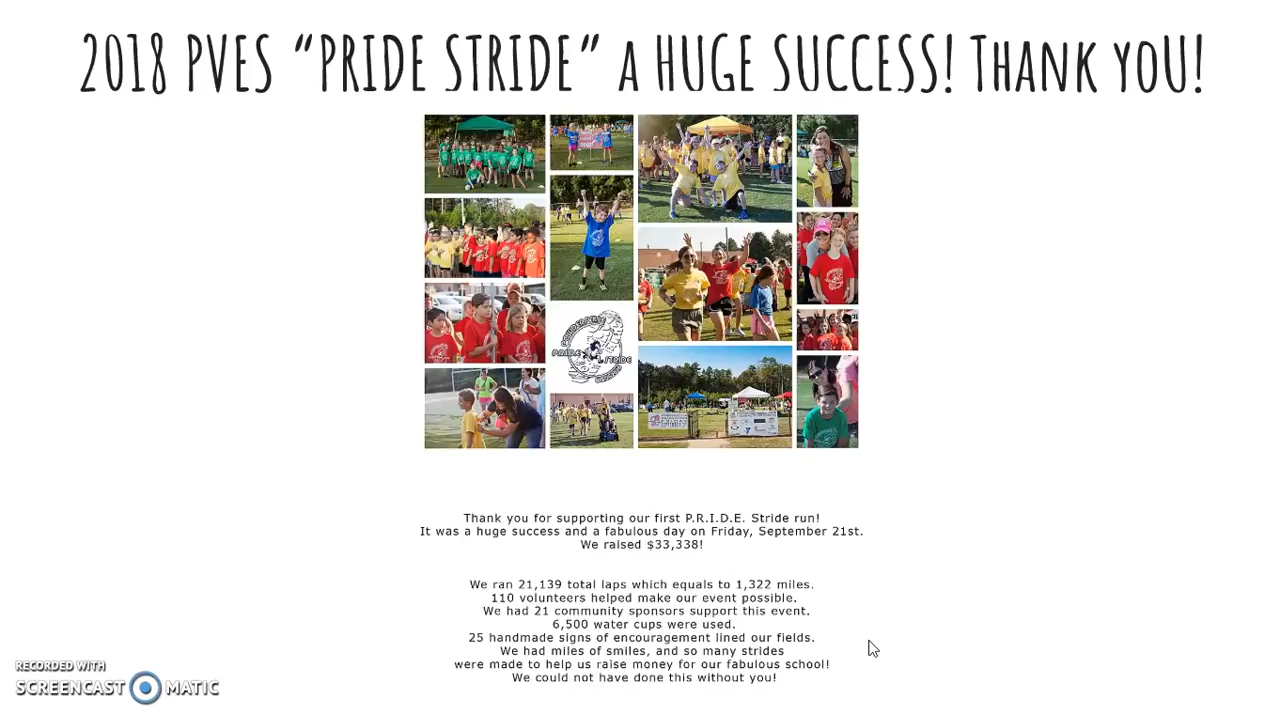 2018 PVES “PRIDE STRIDE” A HUGE SUCCESS! THANK YOU!
PRIDE STRIDE
Thank you for supporting our first P.R.I.D.E. Stride run!
It was a huge success and a fabulous day on Friday, September 21st.
We raised $33,338!
We ran 21,139 total laps which equals to 1,322 miles.
110 volunteers helped make our event possible.
We had 21 community sponsors support this event.
6,500 water cups were used.
25 handmade signs of encouragement lined our fields.
We had miles of smiles, and so many strides
were made to help us raise money for our fabulous school!
We could not have done this without you!
RECORDED WITH
SCREENCAST MATIC